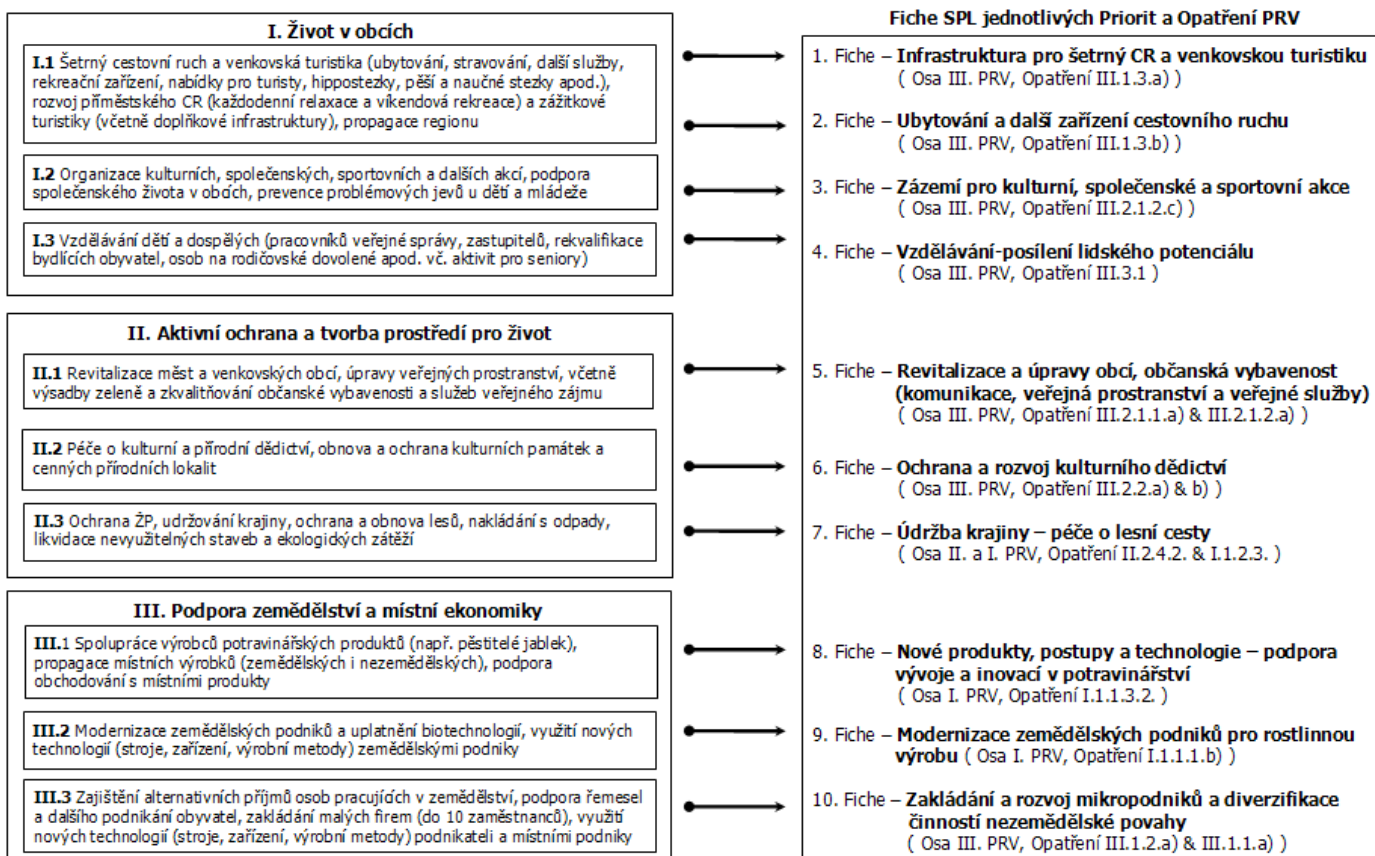 I. Život v obcích
I.1 Šetrný cestovní ruch a venkovská turistika (ubytování, stravování, další služby,
rekreační zařízení, nabídky pro turisty, hippostezky, pěší a naučné stezky apod.),
rozvoj příměstského CR (každodenní relaxace a víkendová rekreace) a zážitkové
turistiky (včetně doplňkové infrastruktury), propagace regionu
I.2 Organizace kulturních, společenských, sportovních a dalších akcí, podpora
společenského života v obcích, prevence problémových jevů u dětí a mládeže
I.3 Vzdělávání dětí a dospělých (pracovníků veřejné správy, zastupitelů, rekvalifikace
bydlících obyvatel, osob na rodičovské dovolené apod. vč. aktivit pro seniory)
II. Aktivní ochrana a tvorba prostředí pro život
II.1 Revitalizace měst a venkovských obcí, úpravy veřejných prostranství, včetně
výsadby zeleně a zkvalitňování občanské vybavenosti a služeb veřejného zájmu
II.2 Péče o kulturní a přírodní dědictví, obnova a ochrana kulturních památek a
cenných přírodních lokalit
II.3 Ochrana ŽP, udržování krajiny, ochrana a obnova lesů, nakládání s odpady,
likvidace nevyužitelných staveb a ekologických zátěží
III. Podpora zemědělství a místní ekonomiky
III.1 Spolupráce výrobců potravinářských produktů (např. pěstitelé jablek),
propagace místních výrobků (zemědělských i nezemědělských), podpora
obchodování s místními produkty
III.2 Modernizace zemědělských podniků a uplatnění biotechnologií, využití nových
technologií (stroje, zařízení, výrobní metody) zemědělskými podniky
III.3 Zajištění alternativních příjmů osob pracujících v zemědělství, podpora řemesel
a dalšího podnikání obyvatel, zakládání malých firem (do 10 zaměstnanců), využití
nových technologií (stroje, zařízení, výrobní metody) podnikateli a místními podniky
Fiche SPL jednotlivých Priorit a Opatření PRV
1. Fiche – Infrastruktura pro šetrný CR a venkovskou turistiku
( Osa III. PRV, Opatření III.1.3.a) )
2. Fiche – Ubytování a další zařízení cestovního ruchu
( Osa III. PRV, Opatření III.1.3.b) )
3. Fiche – Zázemí pro kulturní, společenské a sportovní akce
( Osa III. PRV, Opatření III.2.1.2.c) )
4. Fiche – Vzdělávání-posílení lidského potenciálu
( Osa III. PRV, Opatření III.3.1 )
5. Fiche – Revitalizace a úpravy obcí, občanská vybavenost
(komunikace, veřejná prostranství a veřejné služby)
( Osa III. PRV, Opatření III.2.1.1.a) & III.2.1.2.a) )
6. Fiche – Ochrana a rozvoj kulturního dědictví
( Osa III. PRV, Opatření III.2.2.a) & b) )
7. Fiche – Údržba krajiny – péče o lesní cesty
( Osa II. a I. PRV, Opatření II.2.4.2. & I.1.2.3. )
8. Fiche – Nové produkty, postupy a technologie – podpora
vývoje a inovací v potravinářství
( Osa I. PRV, Opatření I.1.1.3.2. )
9. Fiche – Modernizace zemědělských podniků pro rostlinnou
výrobu ( Osa I. PRV, Opatření I.1.1.1.b) )
10. Fiche – Zakládání a rozvoj mikropodniků a diverzifikace
činností nezemědělské povahy
( Osa III. PRV, Opatření III.1.2.a) & III.1.1.a) )